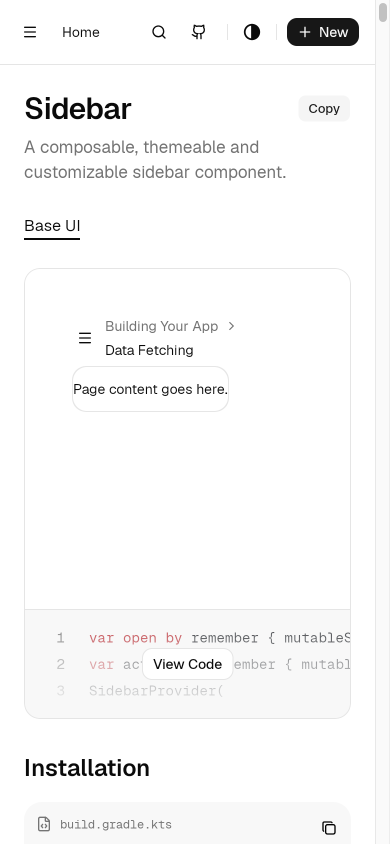 Home
New
Sidebar
Copy
A composable, themeable and
customizable sidebar component.
Base UI
Building Your App
Data Fetching
Page content goes here.
1 var open by remember { mutableS
2 var ac ember { mutabl
View Code
3 SidebarProvider(
Installation
build.gradle.kts